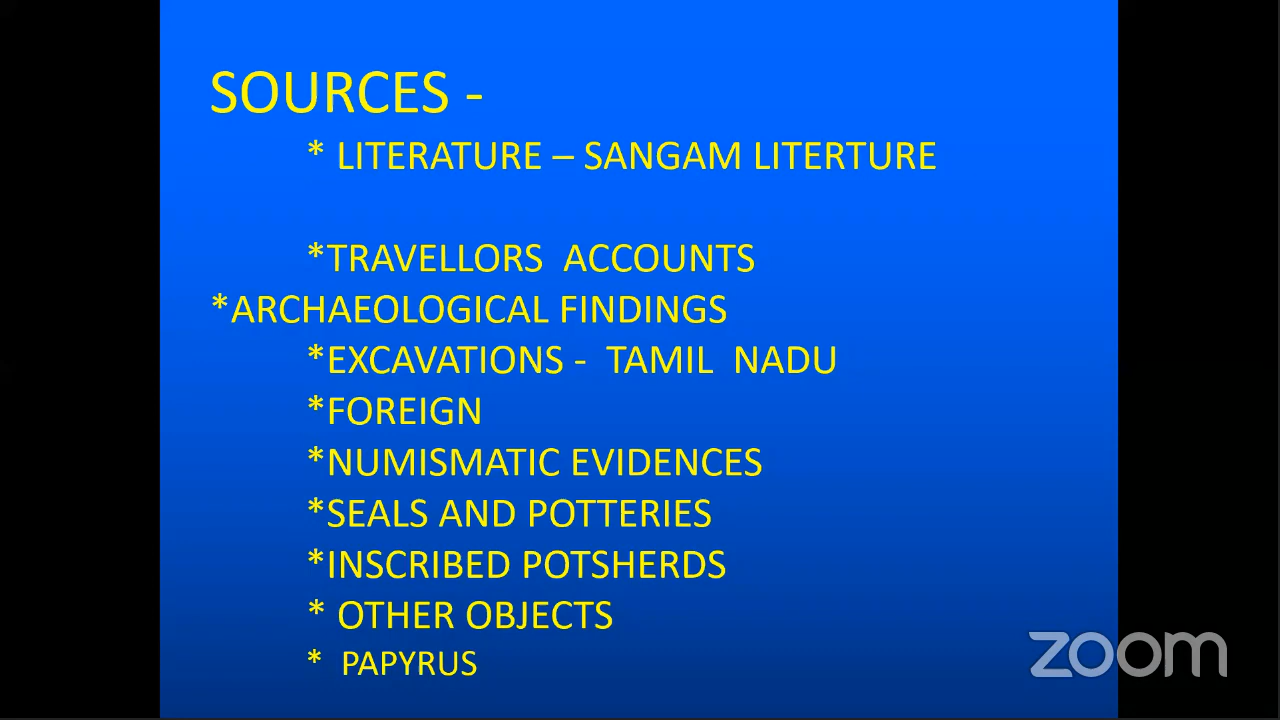 SOURCES -
* LITERATURE – SANGAM LITERTURE
*TRAVELLORS ACCOUNTS
*ARCHAEOLOGICAL FINDINGS
*EXCAVATIONS - TAMIL NADU
*FOREIGN
*NUMISMATIC EVIDENCES
*SEALS AND POTTERIES
*INSCRIBED POTSHERDS
* OTHER OBJECTS
* PAPYRUS
zoom